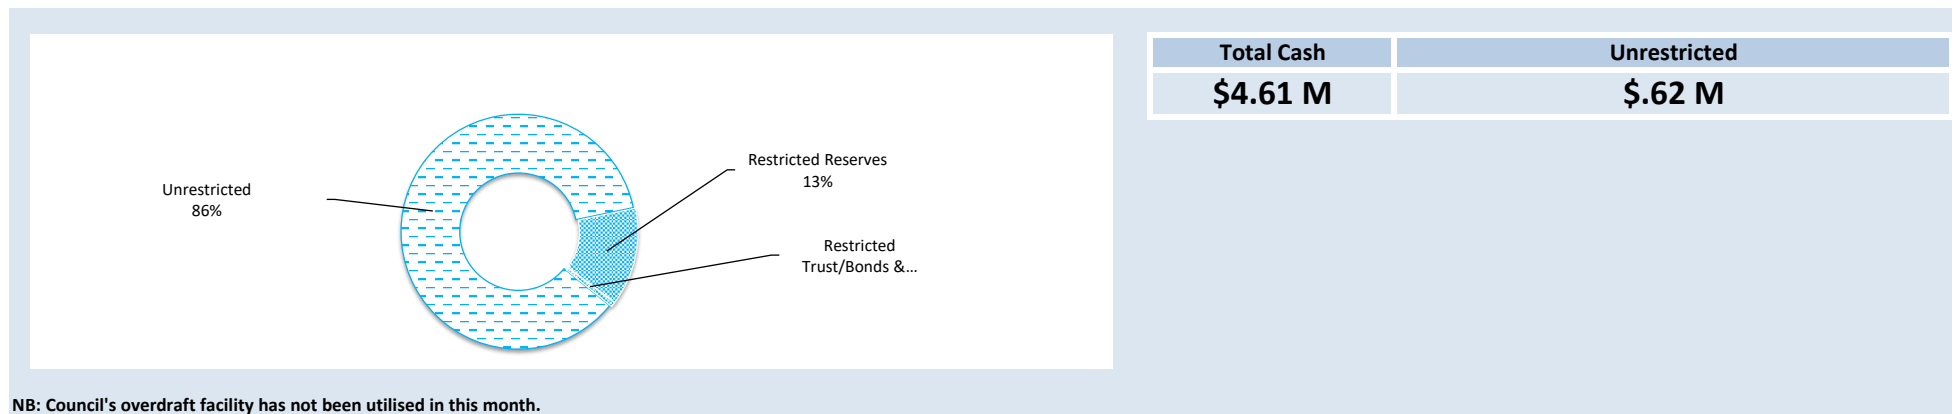 Unrestricted
86%
Restricted Reserves
13%
Restricted
Trust/Bonds &...
Total Cash
Unrestricted
$4.61 M
$.62 M
NB: Council's overdraft facility has not been utilised in this month.